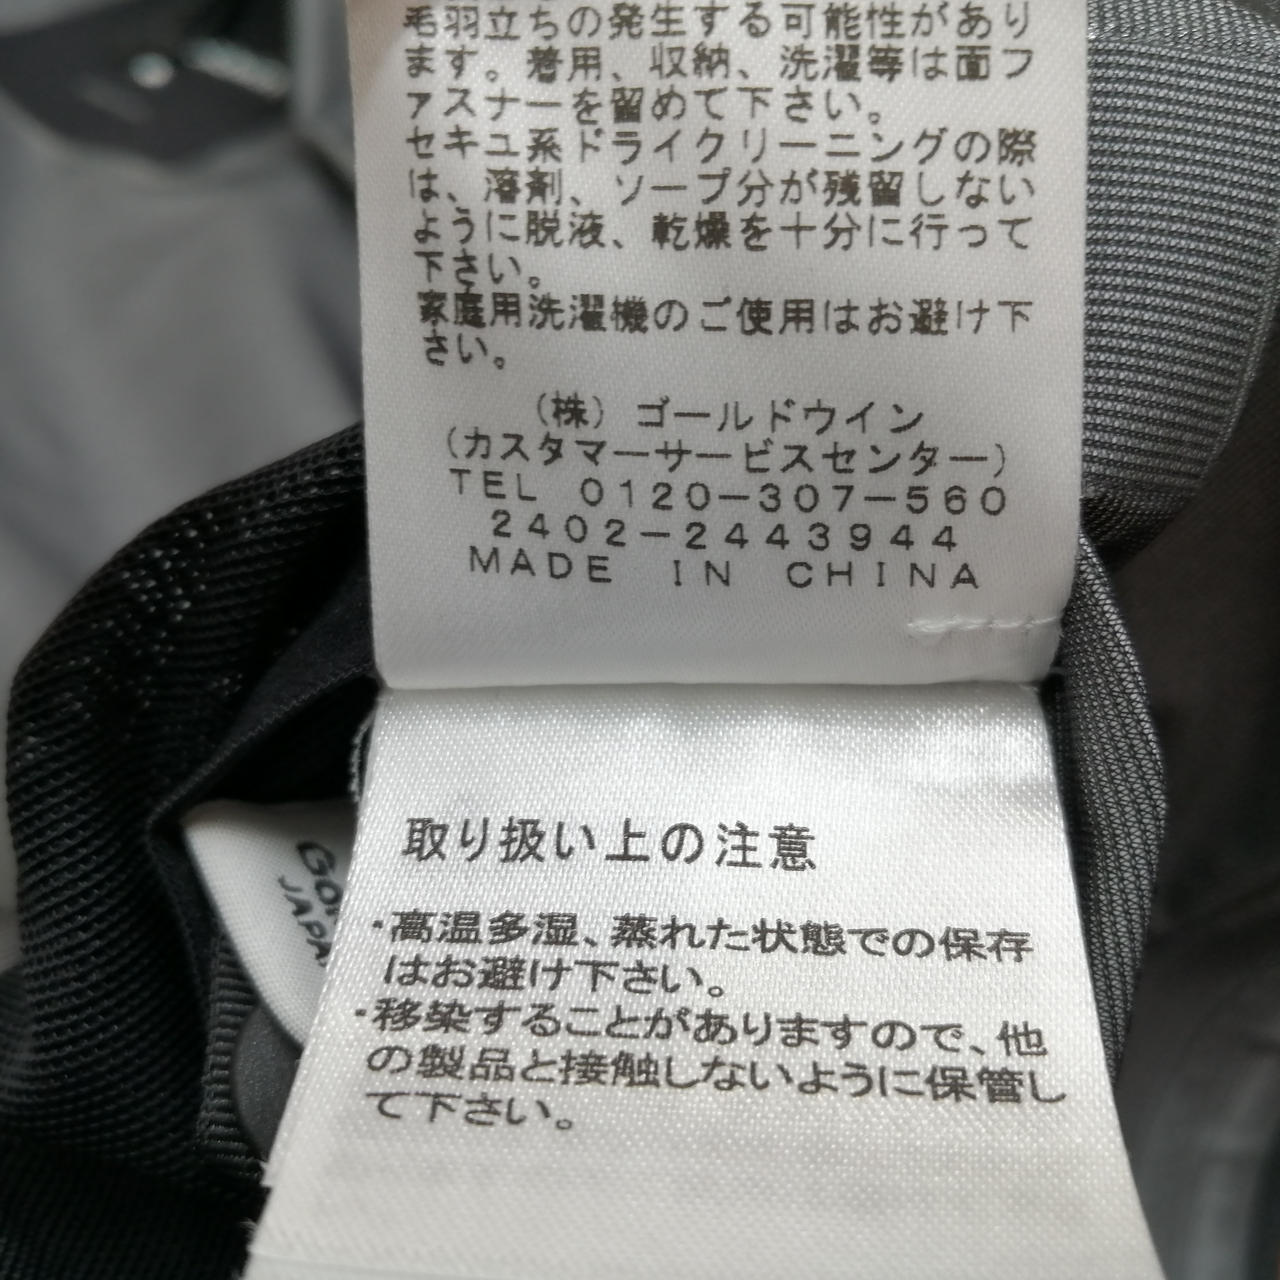 毛羽立ちの発生する可能性があり
ます。着用、収納、洗濯等は面フ
ァスナーを留めて下さい。
セキユ系ドライクリーニングの際
は、溶剤、ソープ分が残留しない
ように脱液、乾燥を十分に行って
下さい。
家庭用洗濯機のご使用はお避け下
さい。
(株)ゴールドウイン
(カスタマーサービスセンター)
TEL 0120-307-560
2402-2443944
MADE IN CHINA
取り扱い上の注意
・高温多湿、蒸れた状態での保存
はお避け下さい。
・移染することがありますので、他
の製品と接触しないように保管し
て下さい。